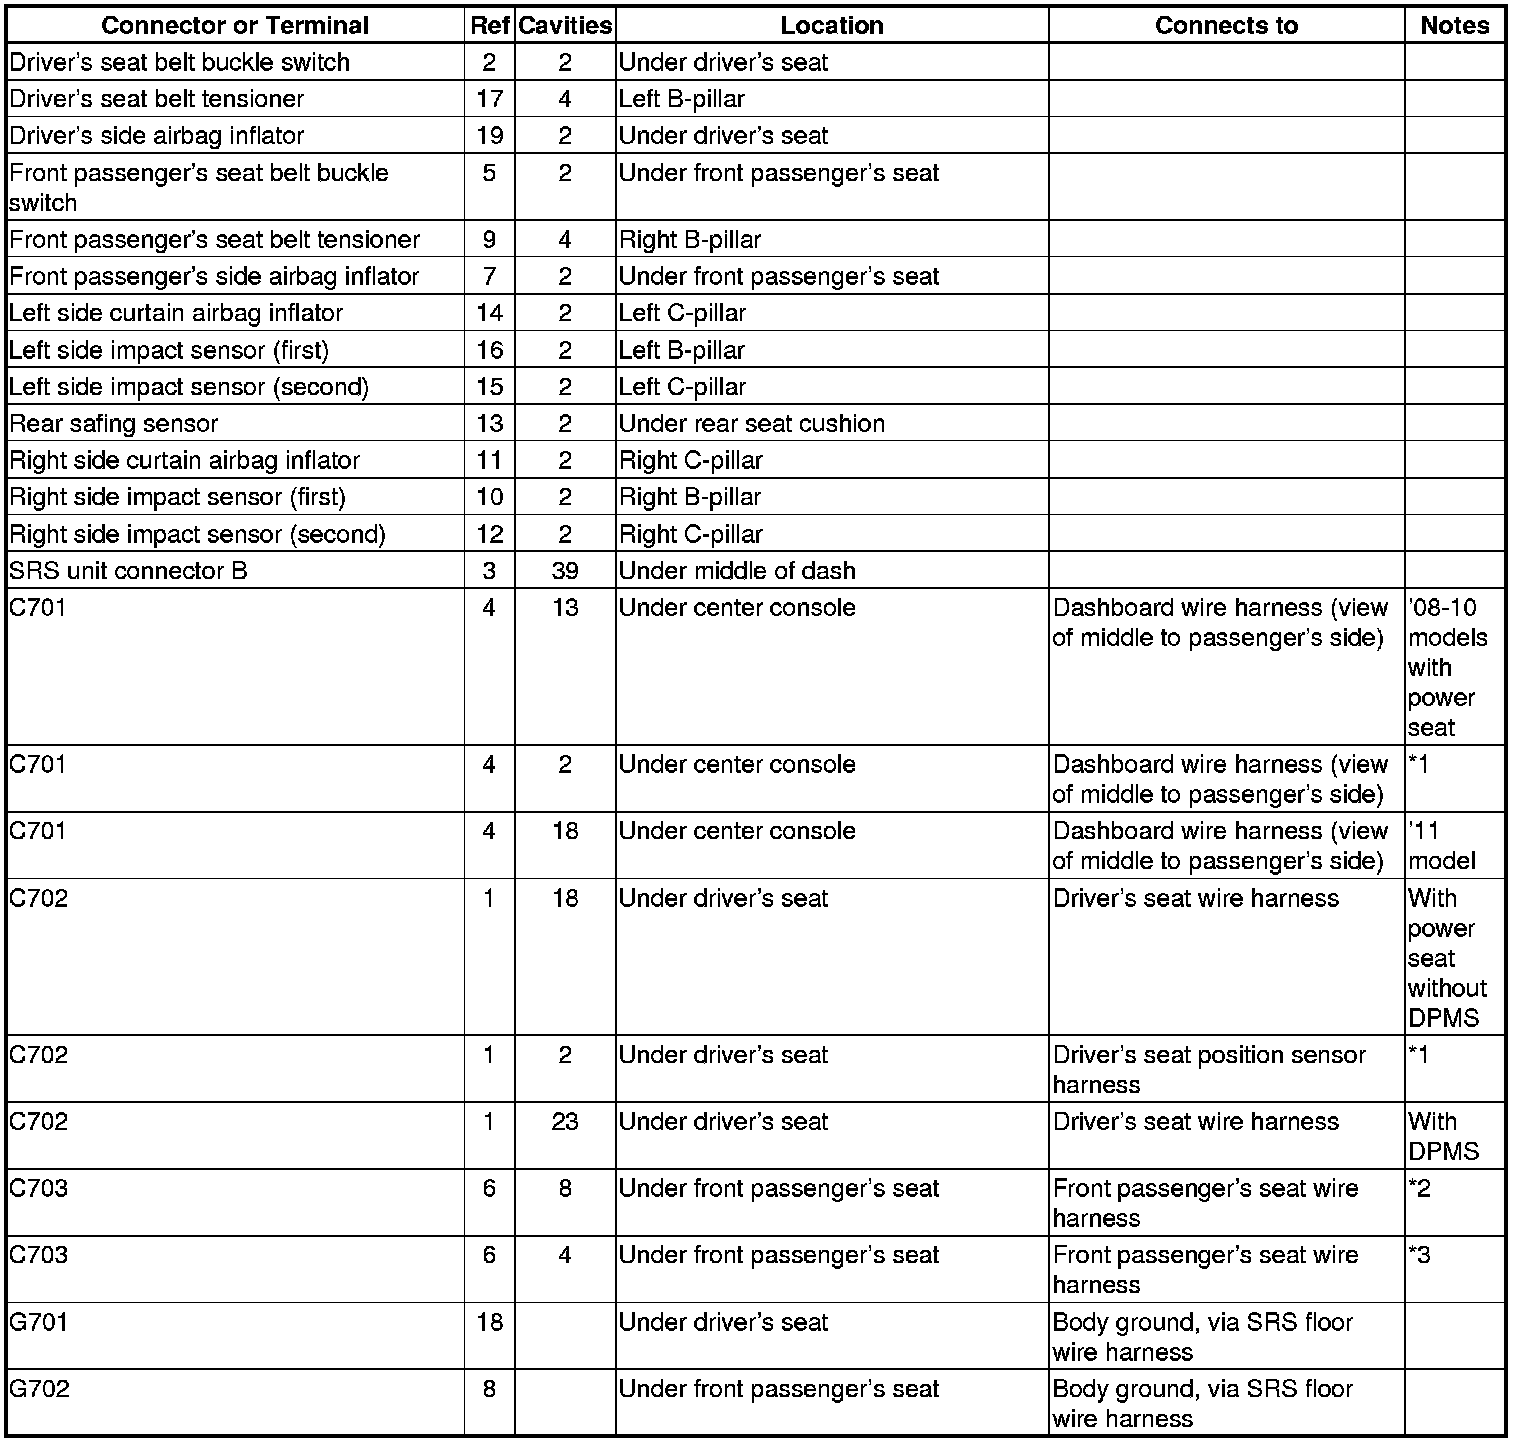 Connector or Terminal Ref Cavities Location Connects to Notes
Driver's seat belt buckle switch 2 2 Under driver's seat
Driver's seat belt tensioner 17 4 Left B-pillar
Driver's side airbag inflator 19 2 Under driver's seat
Front passenger's seat belt buckle 5 2 Under front passenger's seat
switch
Front passenger's seat belt tensioner 9 4 Right B-pillar
Front passenger's side airbag inflator 7 2 Under front passenger's seat
Left side curtain airbag inflator 14 2 Left C-pillar
Left side impact sensor (first) 16 2 Left B-pillar
Left side impact sensor (second) 15 2 Left C-pillar
Rear safing sensor 13 2 Under rear seat cushion
Right side curtain airbag inflator 11 2 Right C-pillar
Right side impact sensor (first) 10 2 Right B-pillar
Right side impact sensor (second) 12 2 Right C-pillar
SRS unit connector B 3 39 Under middle of dash
C701 4 13 Under center console Dashboard wire harness (view '08-10
of middle to passenger's side) models
with
power
seat
C701 4 2 Under center console Dashboard wire harness (view *1
of middle to passenger's side)
C701 4 18 Under center console Dashboard wire harness (view '11
of middle to passenger's side) model
C702 1 18 Under driver's seat Driver's seat wire harness With
power
seat
without
DPMS
C702 1 2 Under driver's seat Driver's seat position sensor *1
harness
C702 1 23 Under driver's seat Driver's seat wire harness With
DPMS
C703 6 8 Under front passenger's seat Front passenger's seat wire *2
harness
C703 6 4 Under front passenger's seat Front passenger's seat wire *3
harness
G701 18 Under driver's seat Body ground, via SRS floor
wire harness
G702 8 Under front passenger's seat Body ground, via SRS floor
wire harness